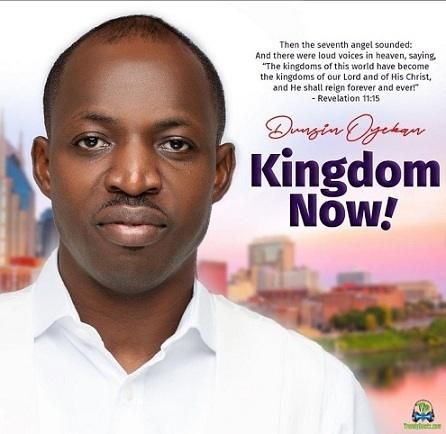 Then the seventh angel sounded:
And there were loud voices in heaven, saying,
“The kingdoms of this world have become
the kingdoms of our Lord and of His Christ,
and He shall reign forever and ever!”
- Revelation 11:15
Dunsin Oyekan
Kingdom
Now!
TrendyBeatz.com